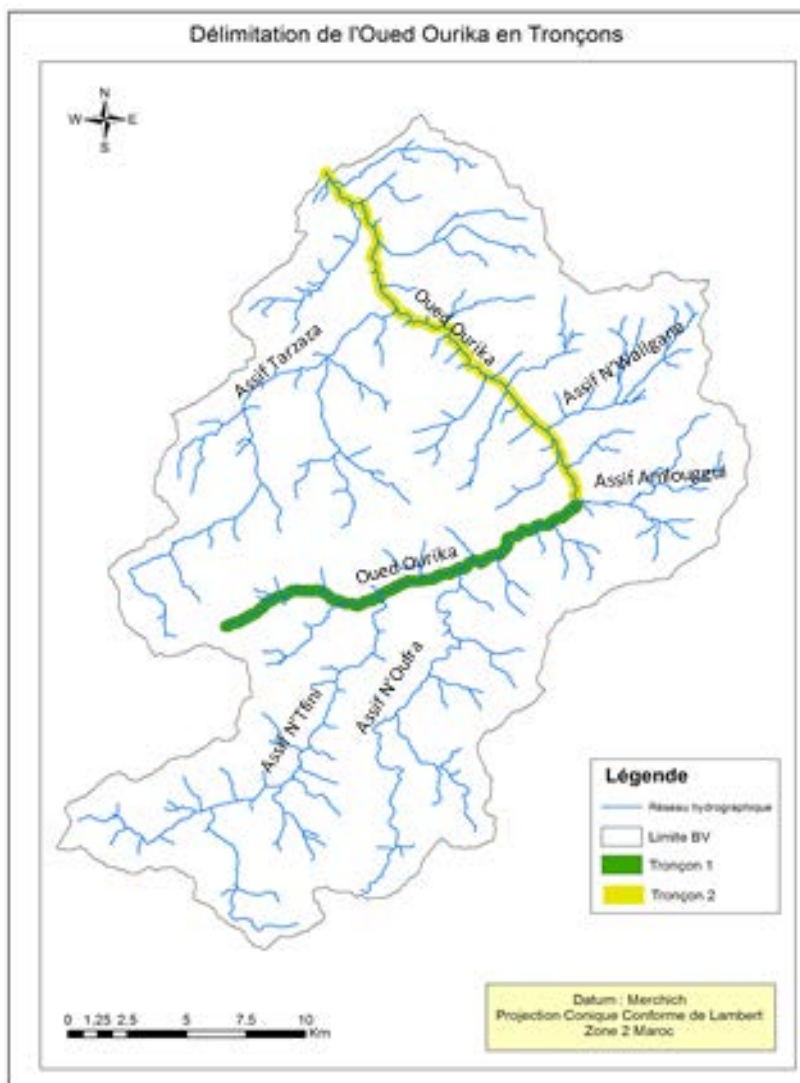 Délimitation de l'Oued Ourika en Tronçons
N
W E
S
Oued Ourika
Assif Tarzaza
Assif N'Wallgana
Assif
Oued Ourika
Assif N'Oufra
Assif N'Tfini
Légende
Réseau hydrographique
Limite BV
Tronçon 1
Tronçon 2
0 1,25 2.5 5 7.5 10
Km
Datum : Merchich
Projection Conique Conforme de Lambert
Zone 2 Maroc